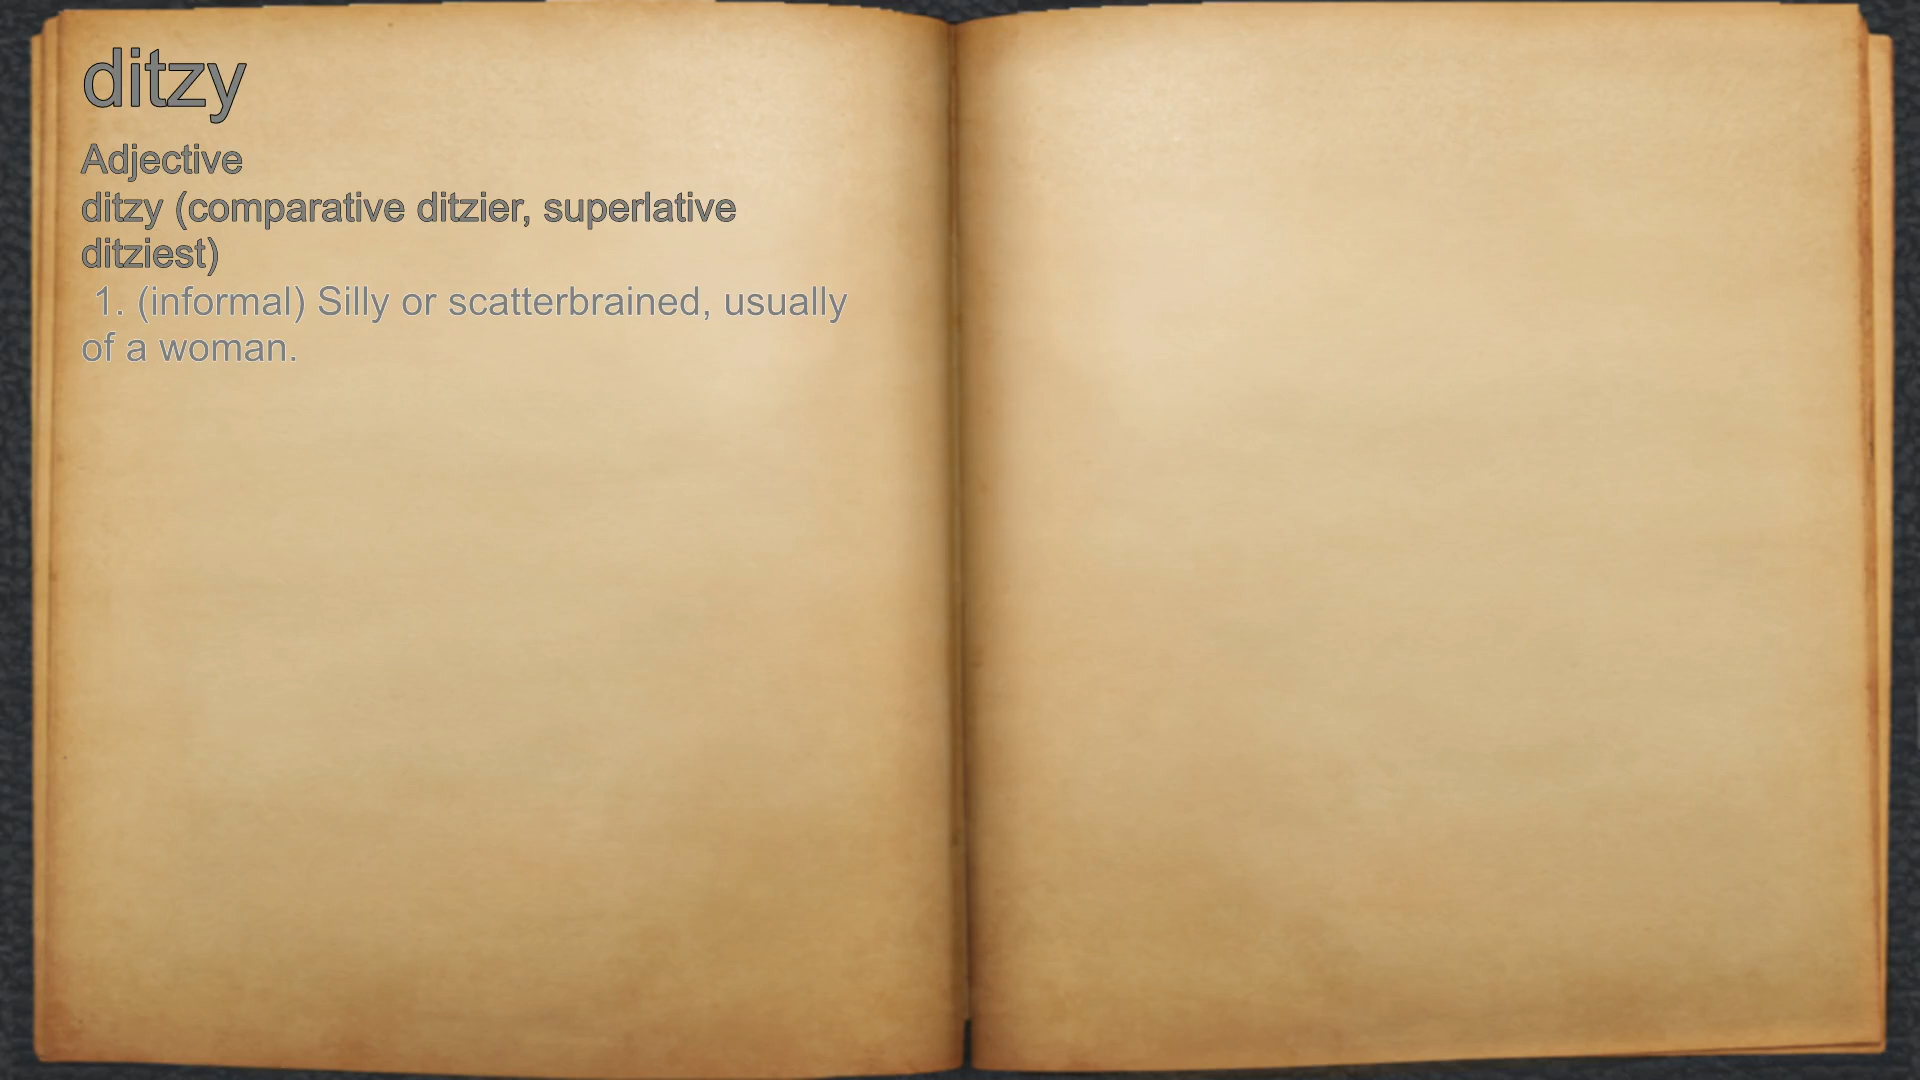 ditzy
Adjective
ditzy (comparative ditzier, superlative
ditziest)
1. (informal) Silly or scatterbrained, usually
of a woman.